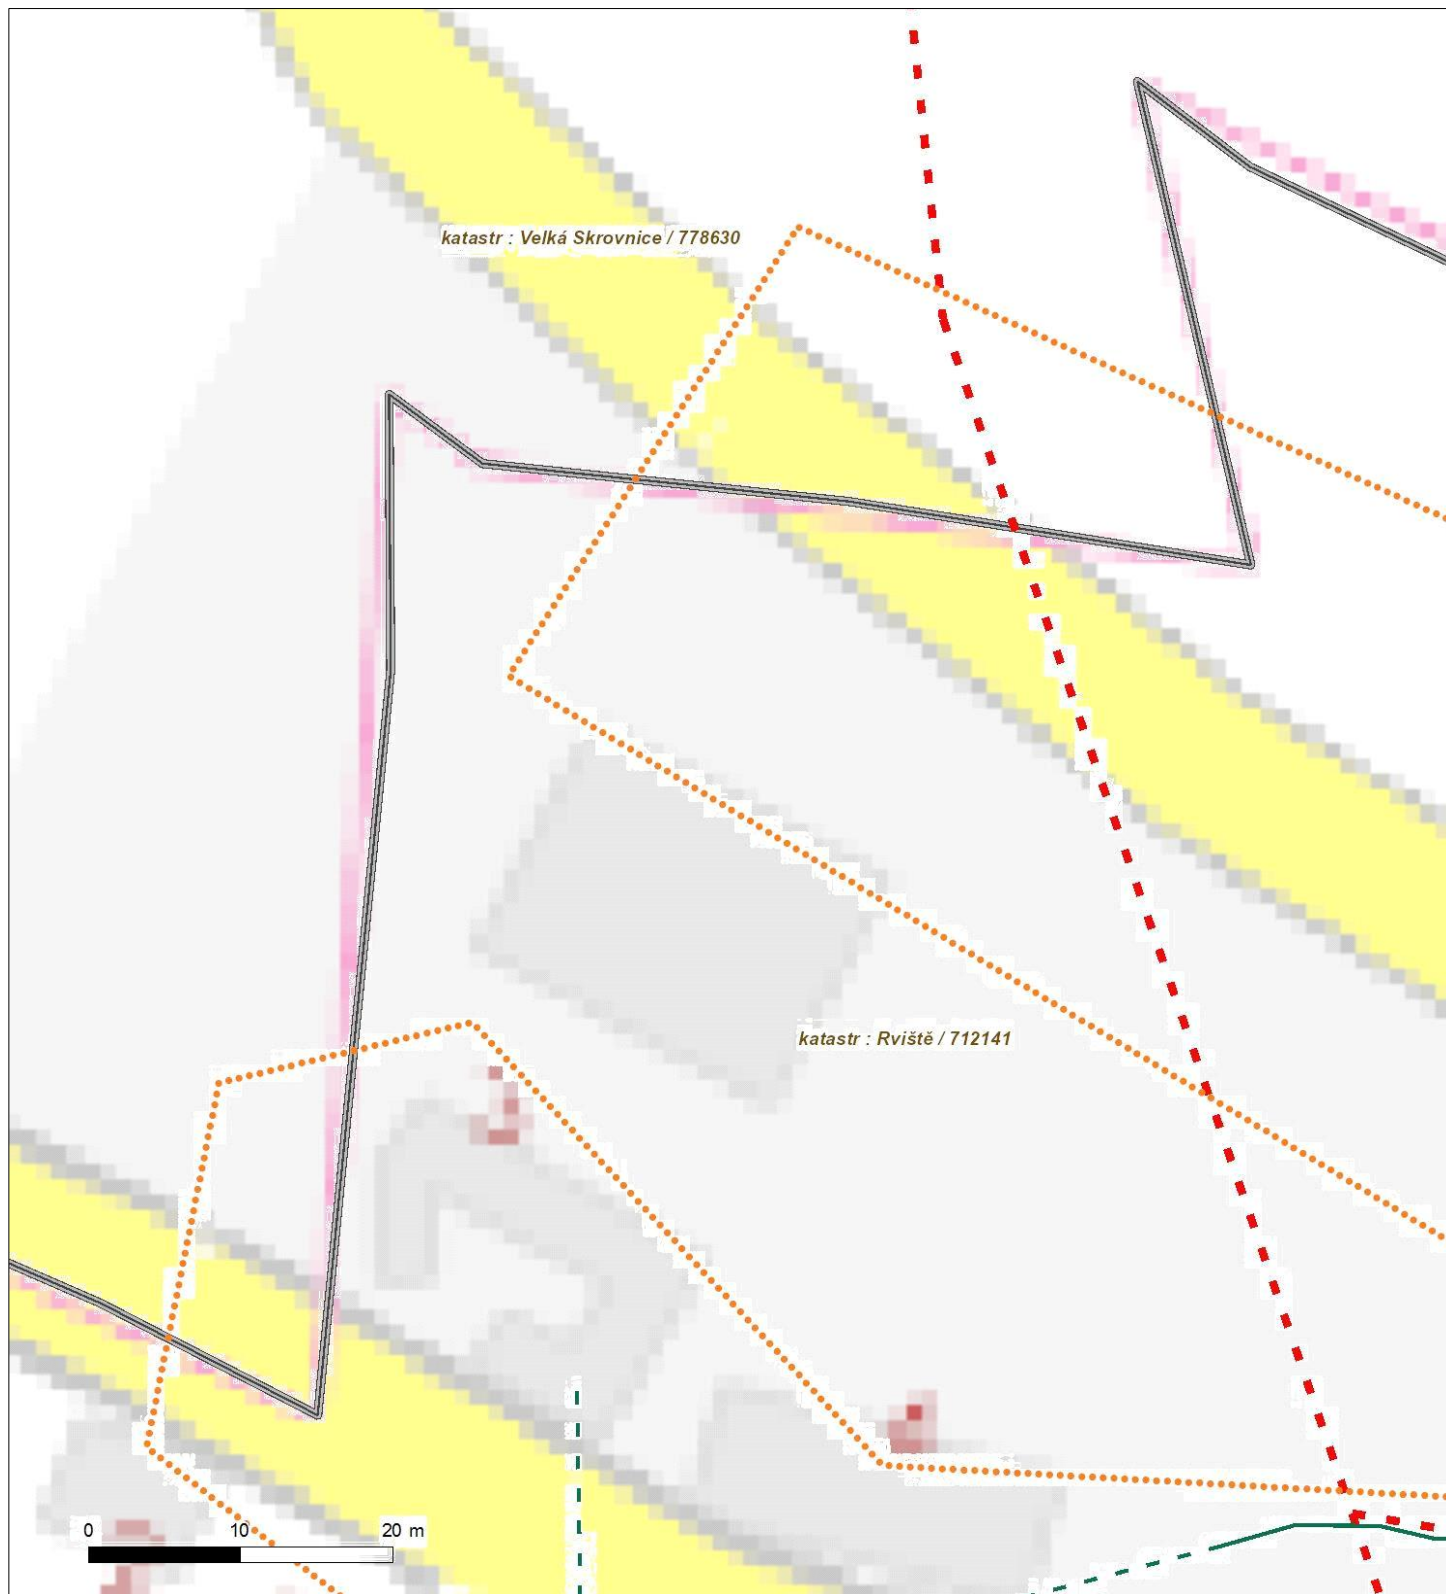 katastr : Velká Skrovnice / 778630
katastr : Rviště / 712141
0 10 20 m